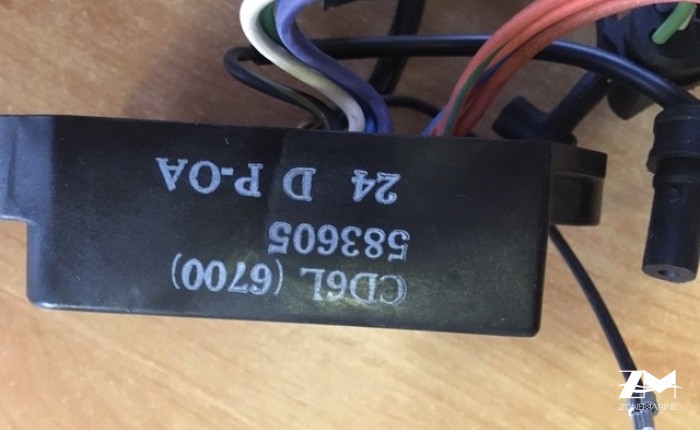 CD6L (6700)
583605
24 D P-OA
ZM
ZONEMARINE